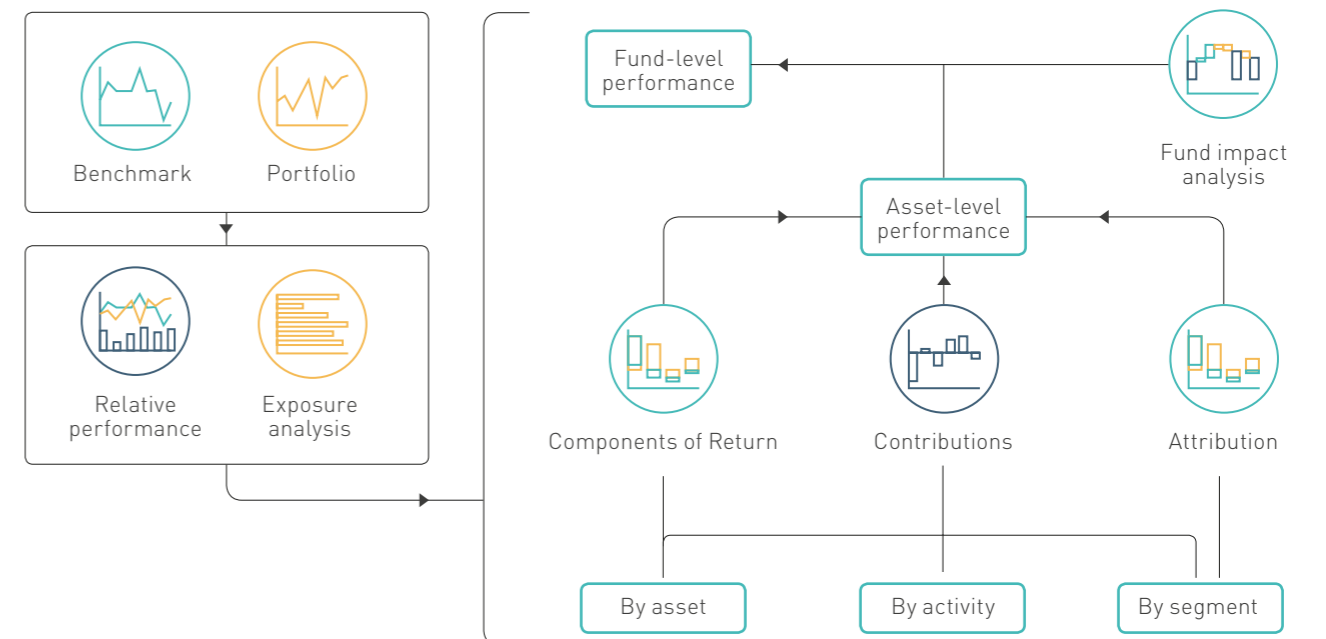 Benchmark
Portfolio
Relative
performance
Exposure
analysis
Fund-level
performance
Fund impact
analysis
Asset-level
performance
Components of Return
Contributions
Attribution
By asset
By activity
By segment